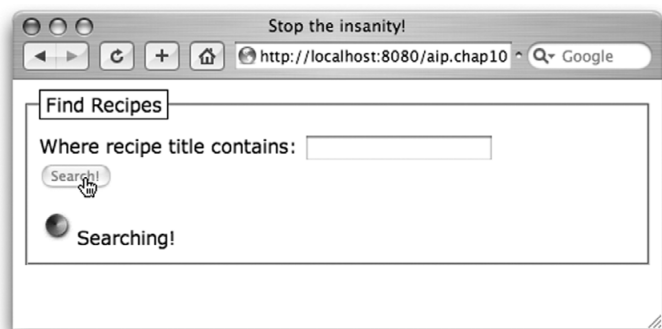 Stop the insanity!
http://localhost:8080/aip.chap10
Google
Find Recipes
Where recipe title contains:
Search!
Searching!